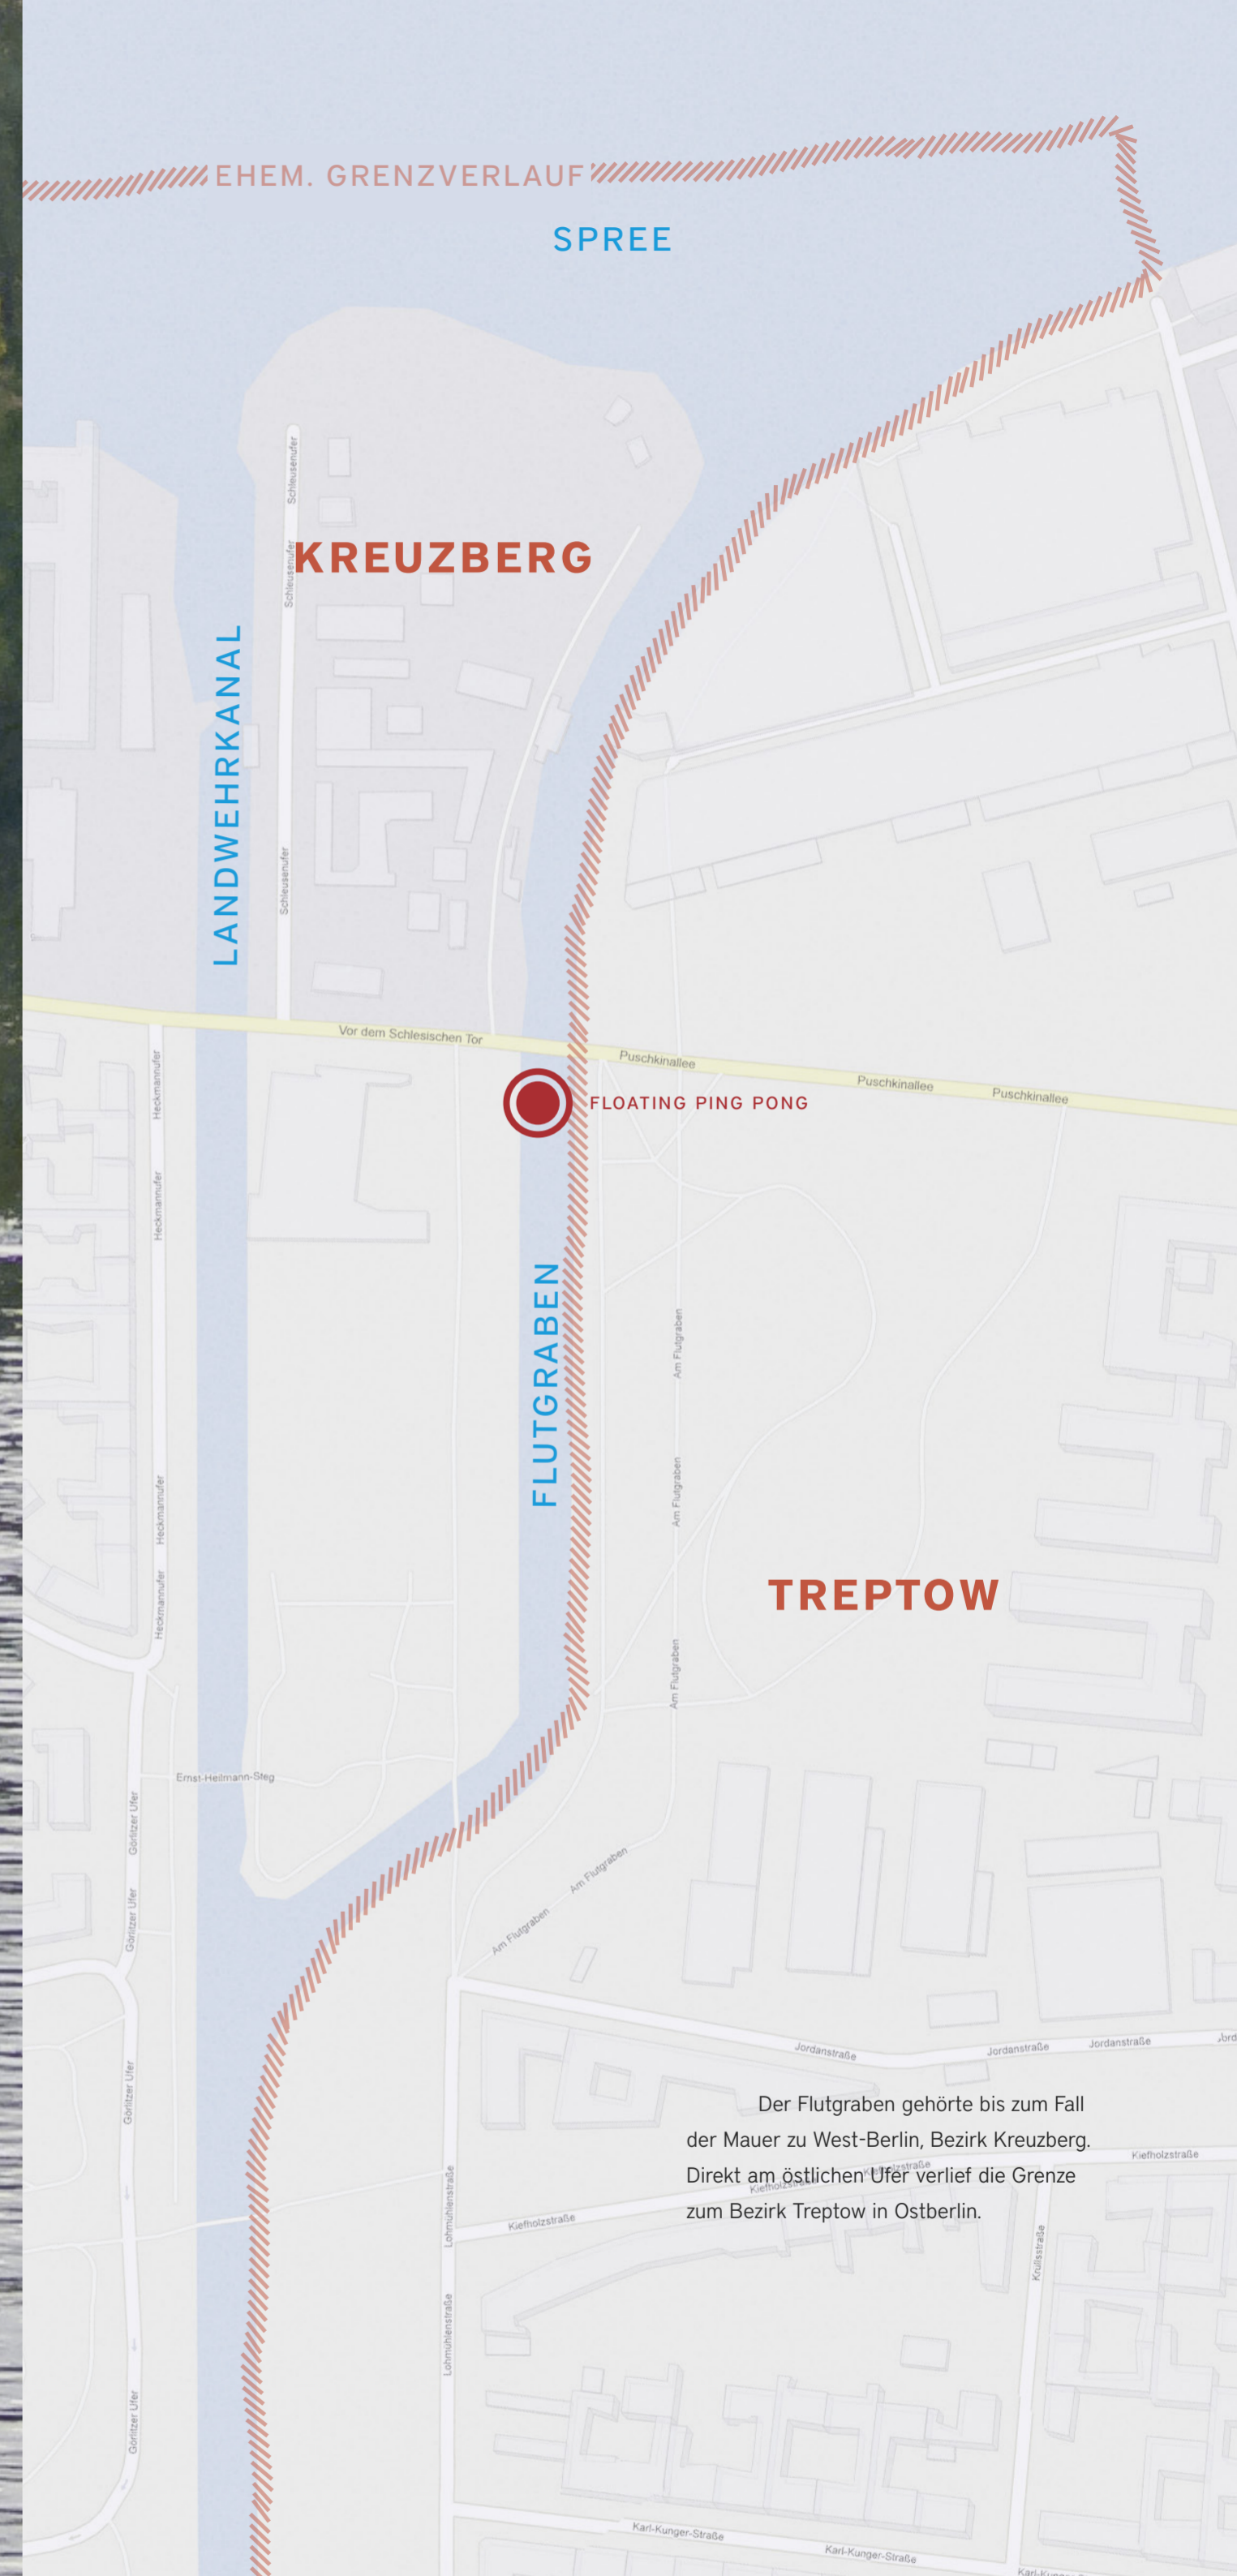 EHEM. GRENZVERLAUF
SPREE
Schleusenufer
KREUZBERG
Schleusenufer
LANDWEHRKANAL
Schleusenufer
Vor dem Schlesischen Tor
Puschkinallee
Puschkinallee
Puschkinallee
Heckmannufer
FLOATING PING PONG
Heckmannufer
FLUTGRABEN
Am Flutgraben
Am Flutgraben
Heckmannufer
Heckmannufer
TREPTOW
Am Flutgraben
Ernst-Heilmann-Steg
Görlitzer Ufer
Am Flutgraben
Görlitzer Ufer
Am Flutgraben
Jordanstraße
Jordanstraße
Jordanstraße
Görlitzer Ufer
Der Flutgraben gehörte bis zum Fall
der Mauer zu West-Berlin, Bezirk Kreuzberg.
Direkt am östlichen Ufer verlief die Grenze
zum Bezirk Treptow in Ostberlin.
Kiefholzstraße
Kiefholzstraße
Kiefholzstraße
Kiefholzstraße
Lohmühlenstraße
Krullsstraße
Lohmühlenstraße
Görlitzer Ufer
Karl-Kunger-Straße
Karl-Kunger-Straße